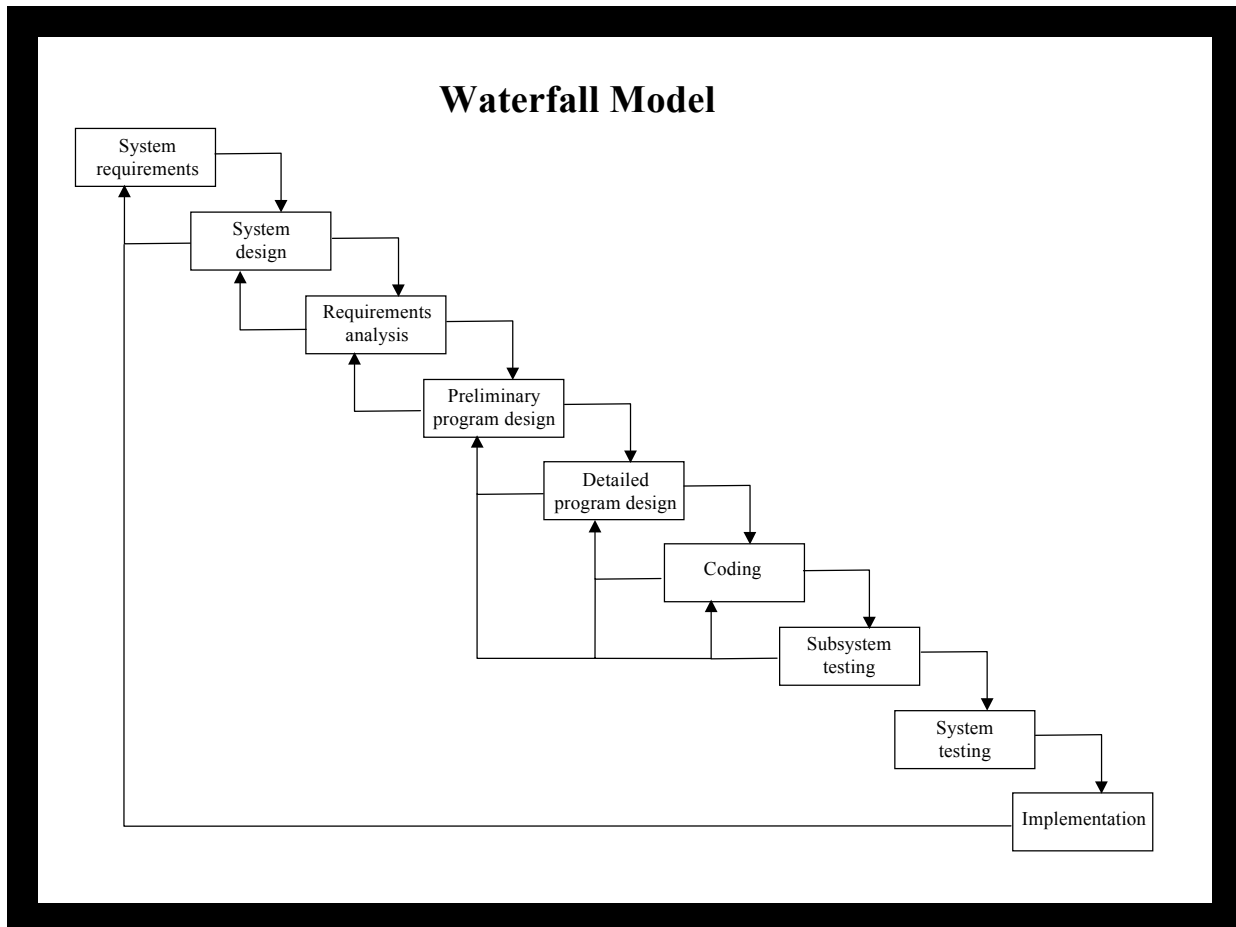 Waterfall Model
System
requirements
System
design
Requirements
analysis
Preliminary
program design
Detailed
program design
Coding
Subsystem
testing
System
testing
Implementation